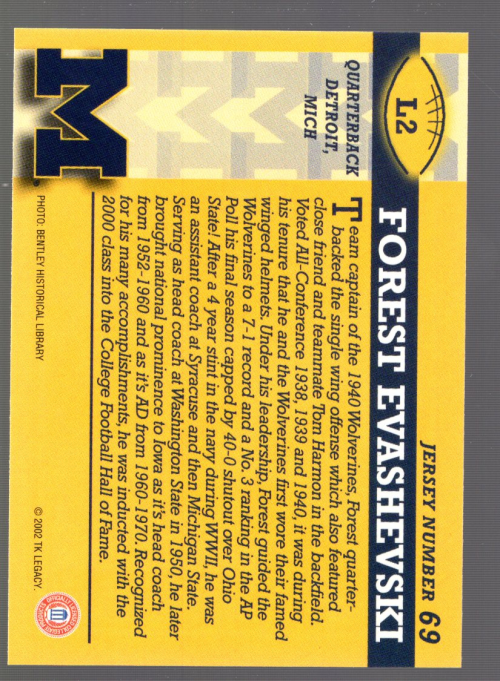 JERSEY NUMBER 69
L2
FOREST EVASHEVSKI
QUARTERBACK
DETROIT,
MICH
Team captain of the 1940 Wolverines, Forest quarter-
backed the single wing offense which also featured
close friend and teammate Tom Harmon in the backfield.
Voted All-Conference 1938, 1939 and 1940, it was during
his tenure that he and the Wolverines first wore their famed
winged helmets. Under his leadership, Forest guided the
Wolverines to a 7-1 record and a No. 3 ranking in the AP
Poll his final season capped by 40-0 shutout over Ohio
State! After a 4 year stint in the navy during WWII, he was
an assistant coach at Syracuse and then Michigan State.
Serving as head coach at Washington State in 1950, he later
brought national prominence to Iowa as it's head coach
from 1952-1960 and as it's AD from 1960-1970. Recognized
for his many accomplishments, he was inducted with the
2000 class into the College Football Hall of Fame.
M
PHOTO: BENTLEY HISTORICAL LIBRARY
© 2002 TK LEGACY.